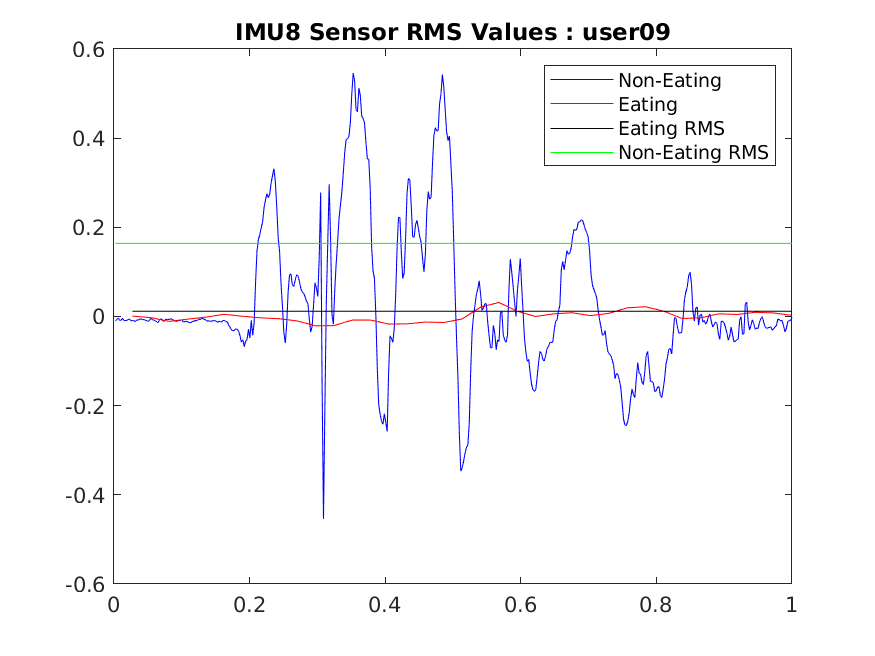 IMU8 Sensor RMS Values : user09
Non-Eating
Eating
Eating RMS
Non-Eating RMS
0.6
0.4
0.2
0
-0.2
-0.4
-0.6
0 0.2 0.4 0.6 0.8 1